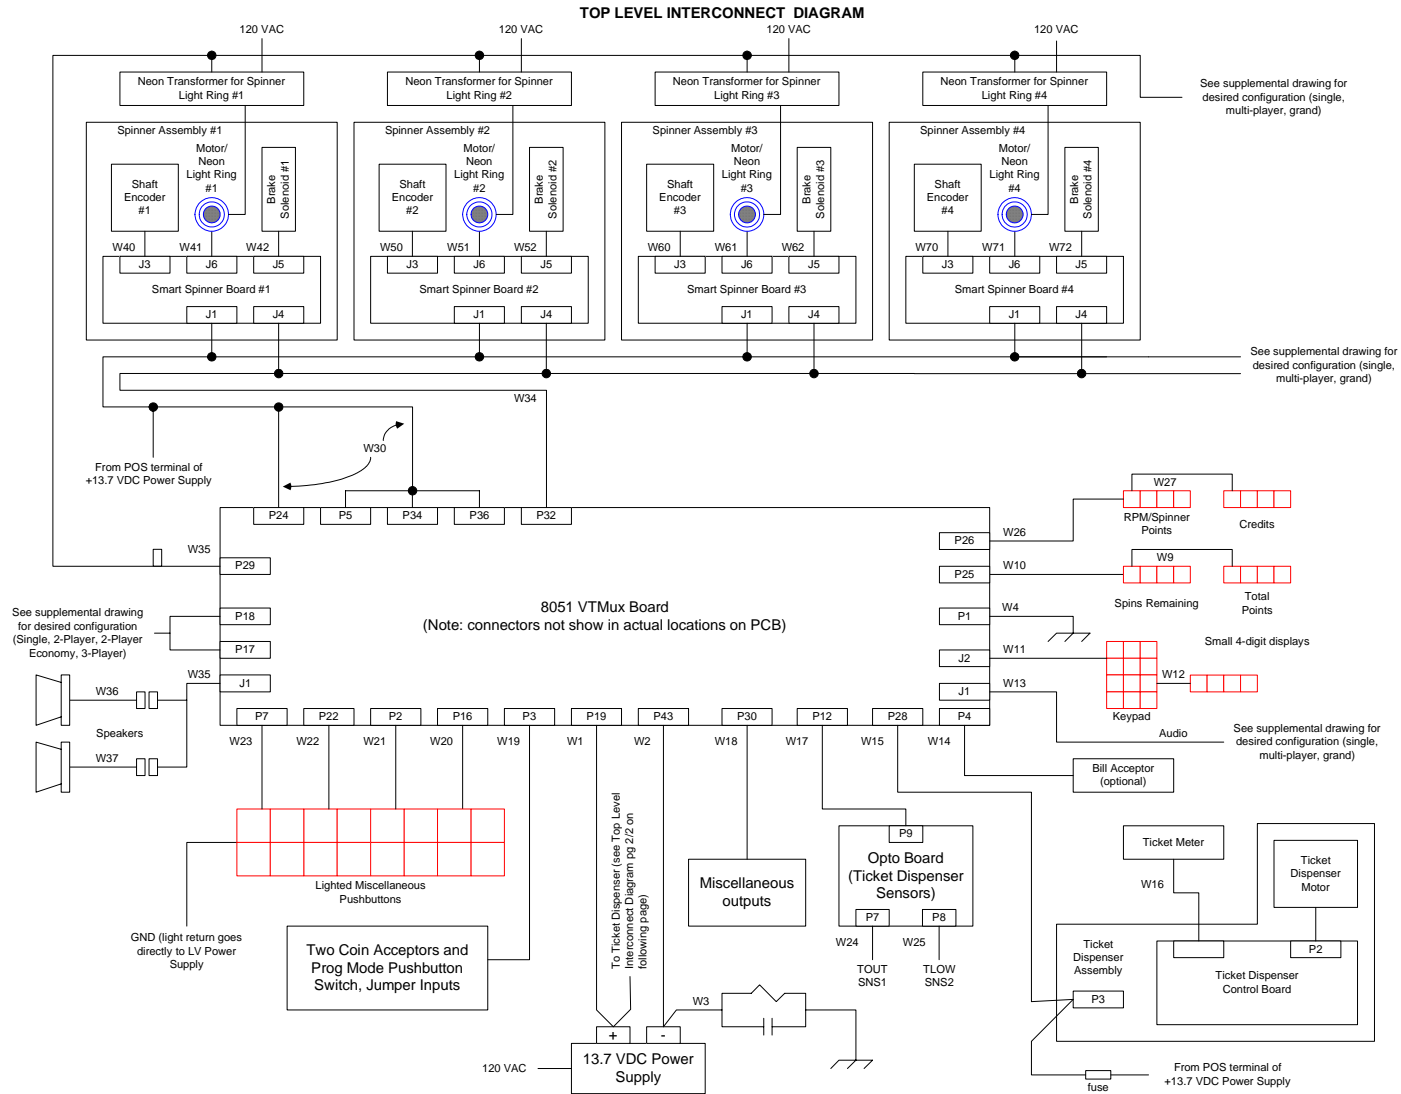 TOP LEVEL INTERCONNECT DIAGRAM
120 VAC
120 VAC
120 VAC
120 VAC
Neon Transformer for Spinner
Light Ring #1
Neon Transformer for Spinner
Light Ring #2
Neon Transformer for Spinner
Light Ring #3
Neon Transformer for Spinner
Light Ring #4
See supplemental drawing for
desired configuration (single,
multi-player, grand)
Spinner Assembly #1
Motor/
Neon
Light Ring
#1
Shaft
Encoder
#1
Brake
Solenoid #1
W40
W41
W42
J3
J6
J5
Smart Spinner Board #1
J1
J4
Spinner Assembly #2
Motor/
Neon
Light Ring
#2
Shaft
Encoder
#2
Brake
Solenoid #2
W50
W51
W52
J3
J6
J5
Smart Spinner Board #2
J1
J4
Spinner Assembly #3
Motor/
Neon
Light Ring
#3
Shaft
Encoder
#3
Brake
Solenoid #3
W60
W61
W62
J3
J6
J5
Smart Spinner Board #3
J1
J4
Spinner Assembly #4
Motor/
Neon
Light Ring
#4
Shaft
Encoder
#4
Brake
Solenoid #4
W70
W71
W72
J3
J6
J5
Smart Spinner Board #4
J1
J4
See supplemental drawing for
desired configuration (single,
multi-player, grand)
W34
W30
From POS terminal of
+13.7 VDC Power Supply
P24
P5
P34
P36
P32
W35
P29
See supplemental drawing
for desired configuration
(Single, 2-Player, 2-Player
Economy, 3-Player)
P18
P17
W35
J1
W36
Speakers
W37
8051 VTMux Board
(Note: connectors not show in actual locations on PCB)
P26
W26
W27
RPM/Spinner
Points
Credits
P25
W10
W9
Spins Remaining
Total
Points
P1
W4
Small 4-digit displays
J2
W11
W12
Keypad
J1
W13
Audio
See supplemental drawing for
desired configuration (single,
multi-player, grand)
P7
P22
P2
P16
P3
P19
P43
P30
P12
P28
P4
W23
W22
W21
W20
W19
W1
W2
W18
W17
W15
W14
Bill Acceptor
(optional)
Lighted Miscellaneous
Pushbuttons
GND (light return goes
directly to LV Power
Supply
Two Coin Acceptors and
Prog Mode Pushbutton
Switch, Jumper Inputs
To Ticket Dispenser (see Top Level
Interconnect Diagram pg 2/2 on
following page)
Miscellaneous
outputs
P9
Opto Board
(Ticket Dispenser
Sensors)
P7
P8
W24
W25
TOUT
SNS1
TLOW
SNS2
Ticket Meter
W16
Ticket
Dispenser
Motor
P2
Ticket
Dispenser
Assembly
Ticket Dispenser
Control Board
P3
W3
+
-
13.7 VDC Power
Supply
120 VAC
fuse
From POS terminal of
+13.7 VDC Power Supply